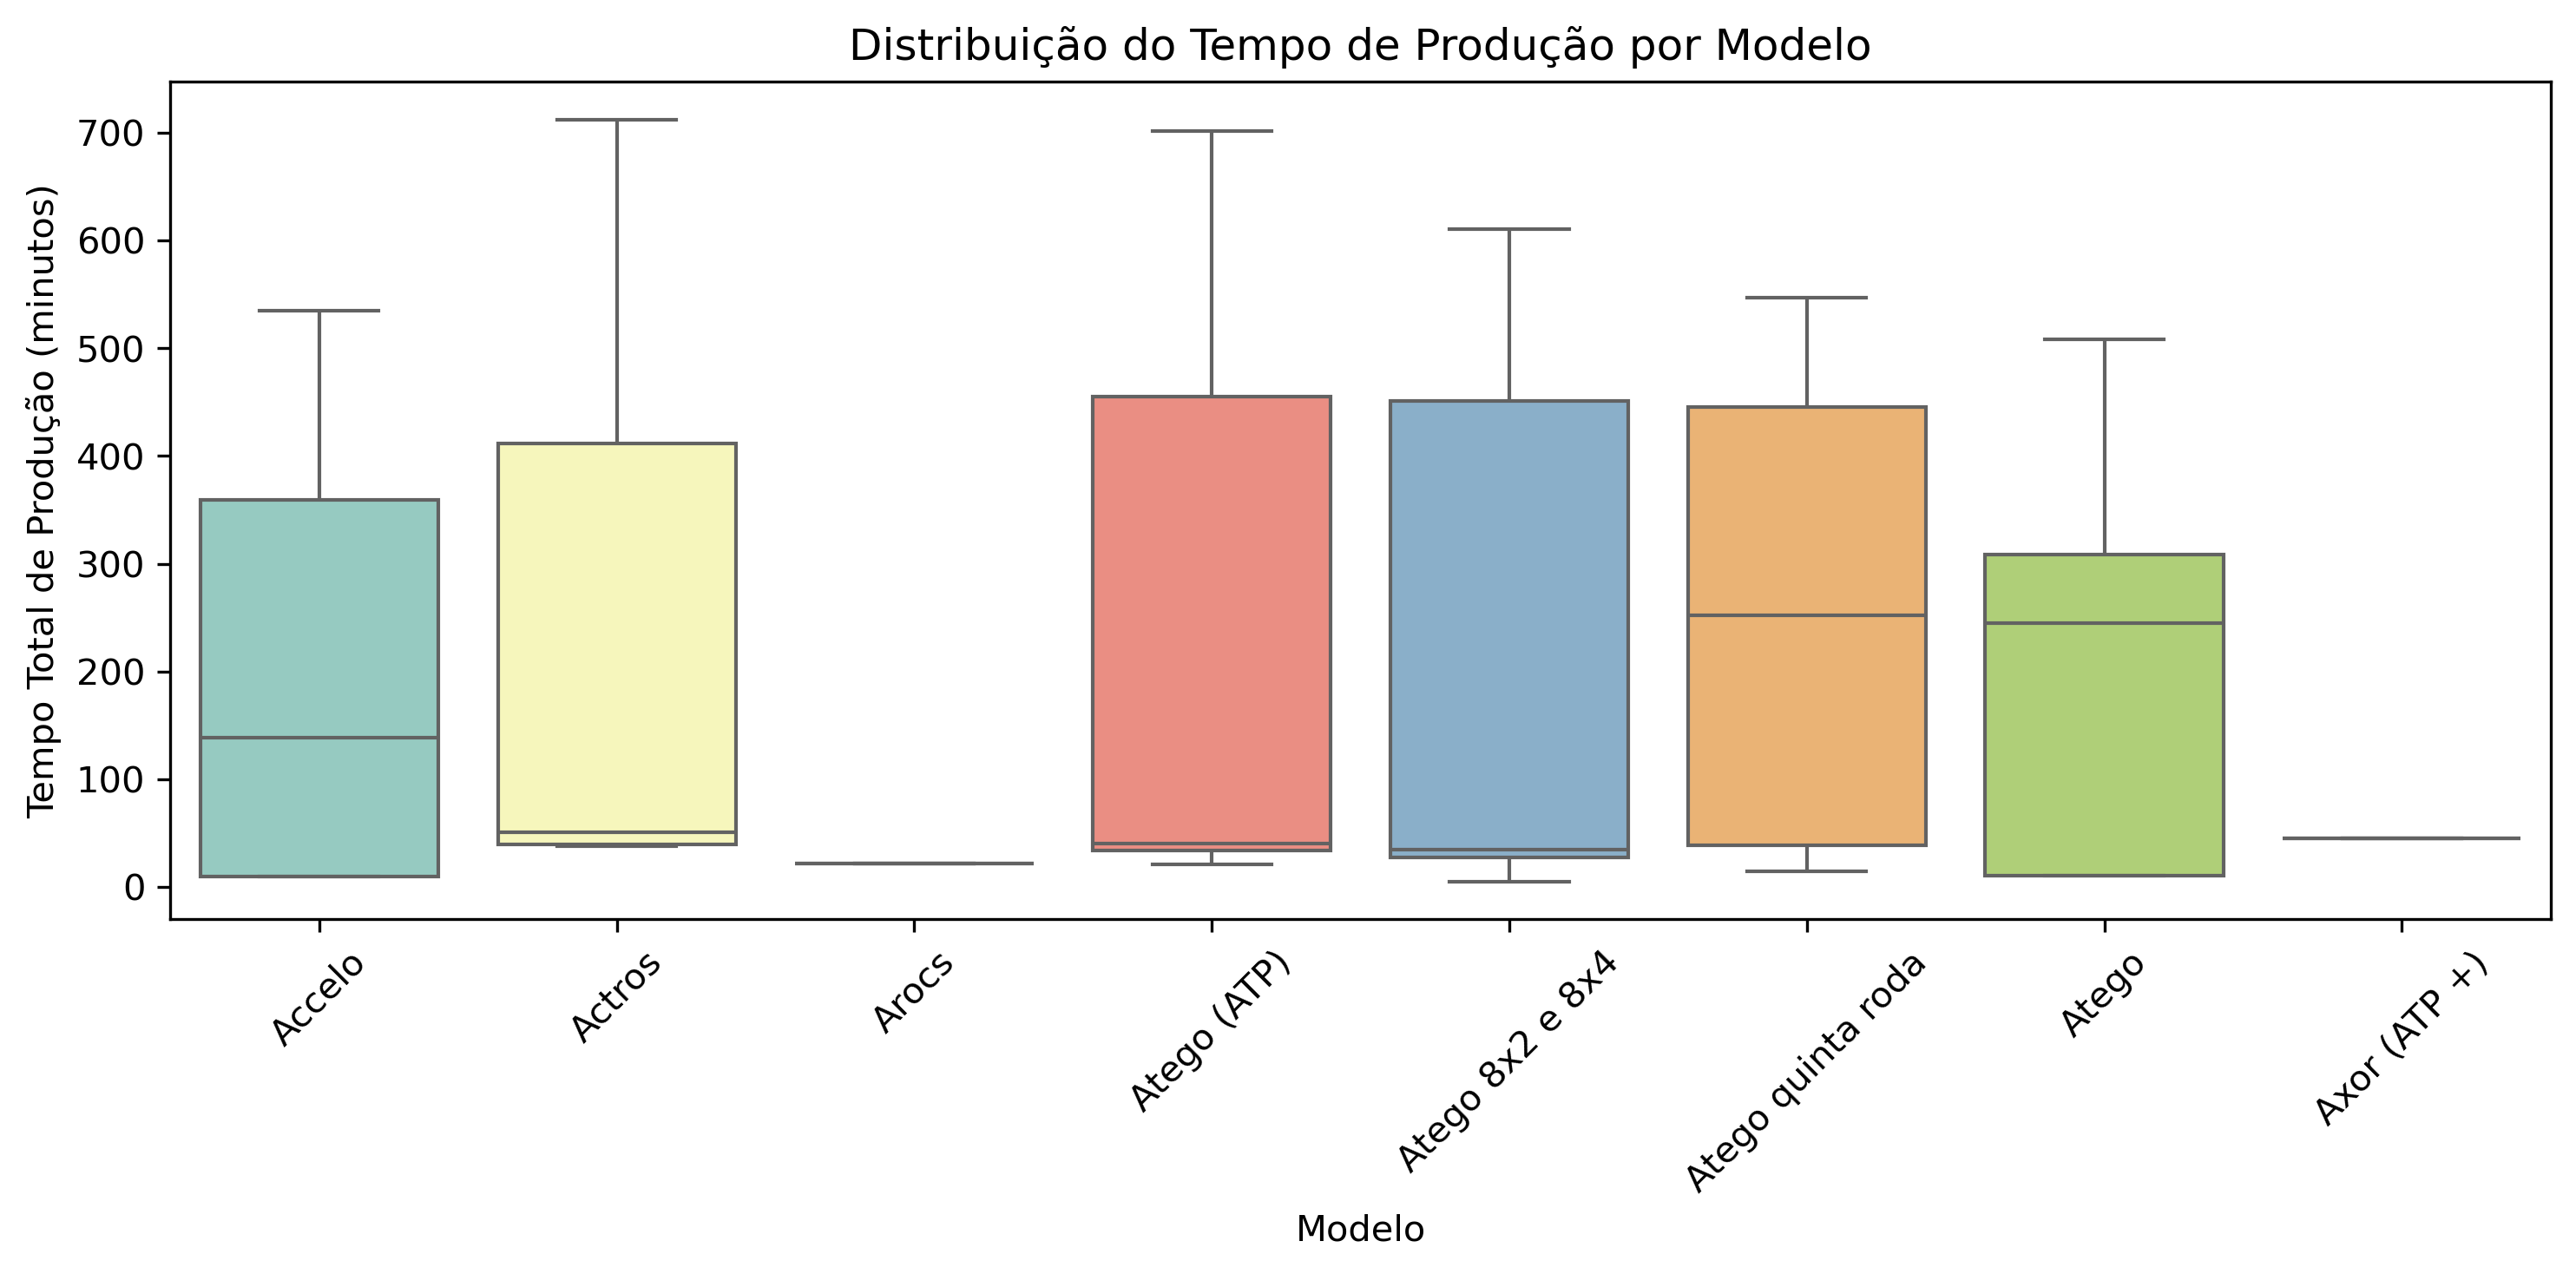 Distribuição do Tempo de Produção por Modelo
Tempo Total de Produção (minutos)
700
600
500
400
300
200
100
0
Accelo
Actros
Arocs
Atego (ATP)
Atego 8x2 e 8x4
Atego quinta roda
Atego
Axor (ATP +)
Modelo